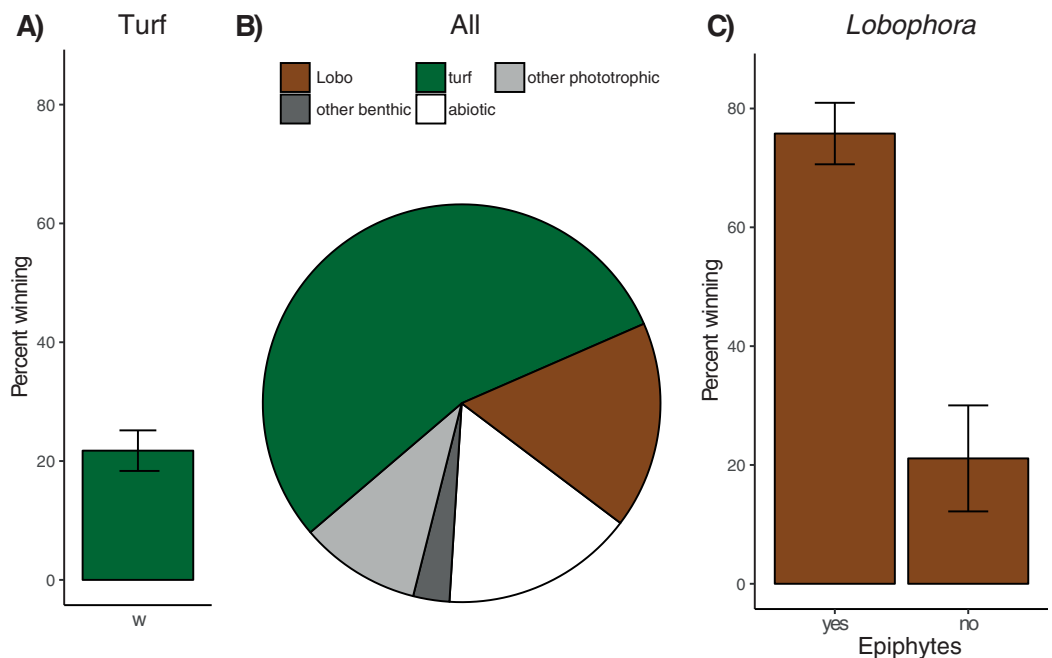 A) Turf
80
60
40
20
0
Percent winning
w
B) All
Lobo turf other phototrophic
other benthic abiotic
C) Lobophora
80
60
40
20
0
Percent winning
yes no
Epiphytes